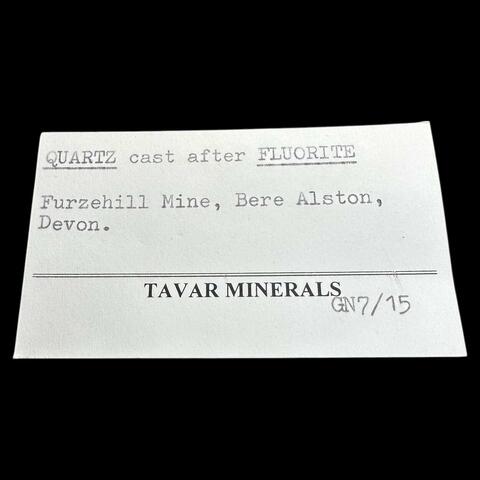 QUARTZ cast after FLUORITE
Furzehill Mine, Bere Alston,
Devon.
TAVAR MINERALS
GN7/15